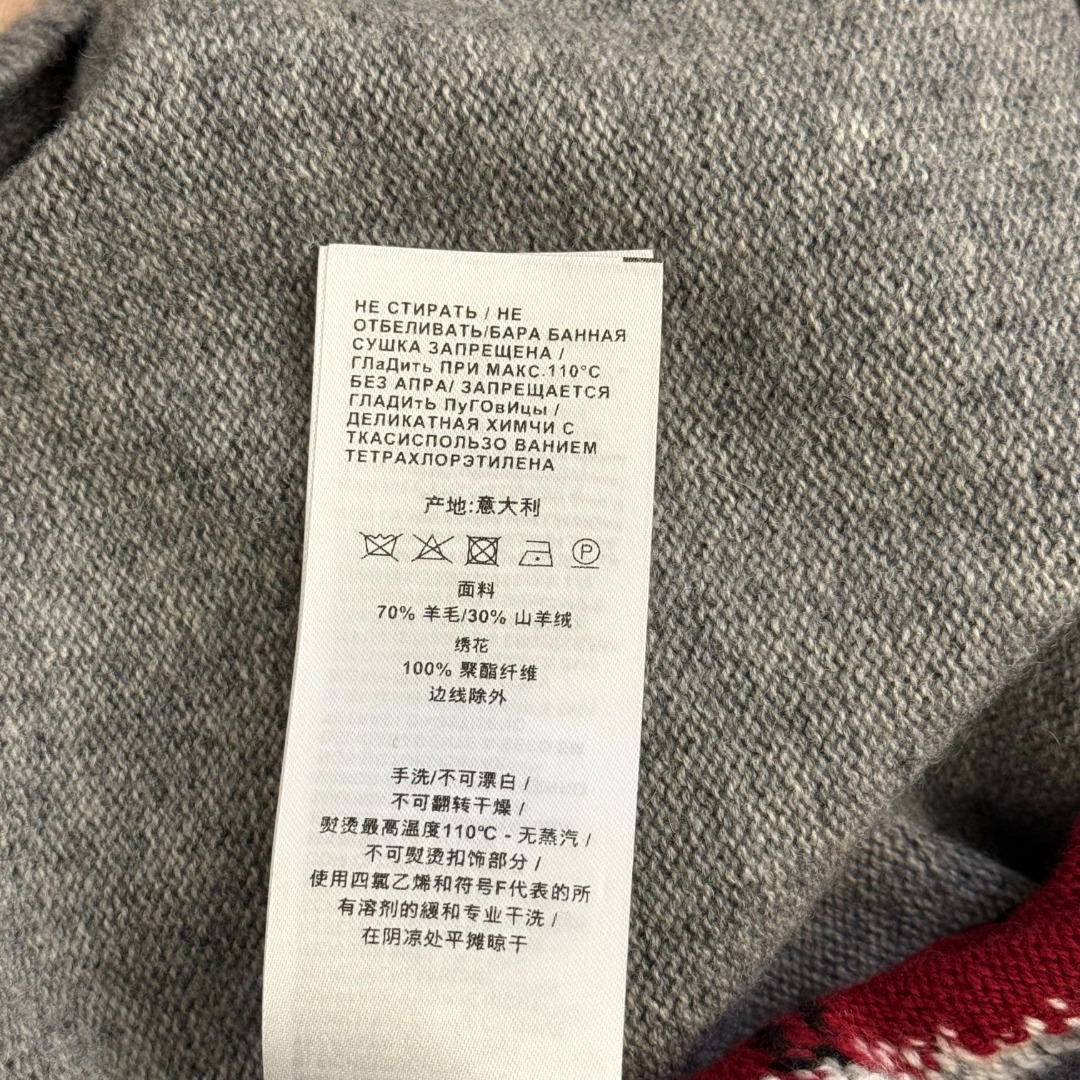 НЕ СТИРАТЬ / НЕ
ОТБЕЛИВАТЬ/БАРА БАННАЯ
СУШКА ЗАПРЕЩЕНА /
ГЛаДить ПРИ МАКС.110°C
БЕЗ АПРА/ ЗАПРЕЩАЕТСЯ
ГЛАДИтЬ ПуГОвИцы /
ДЕЛИКАТНАЯ ХИМЧИ С
ТКАСИСПОЛЬЗО ВАНИЕМ
ТЕТРАХЛОРЭТИЛЕНА
产地:意大利
P
面料
70% 羊毛/30% 山羊绒
绣花
100% 聚酯纤维
边线除外
手洗/不可漂白 /
不可翻转干燥 /
熨烫最高温度110℃ - 无蒸汽 /
不可熨烫扣饰部分 /
使用四氯乙烯和符号F代表的所
有溶剂的緩和专业干洗 /
在阴凉处平摊晾干